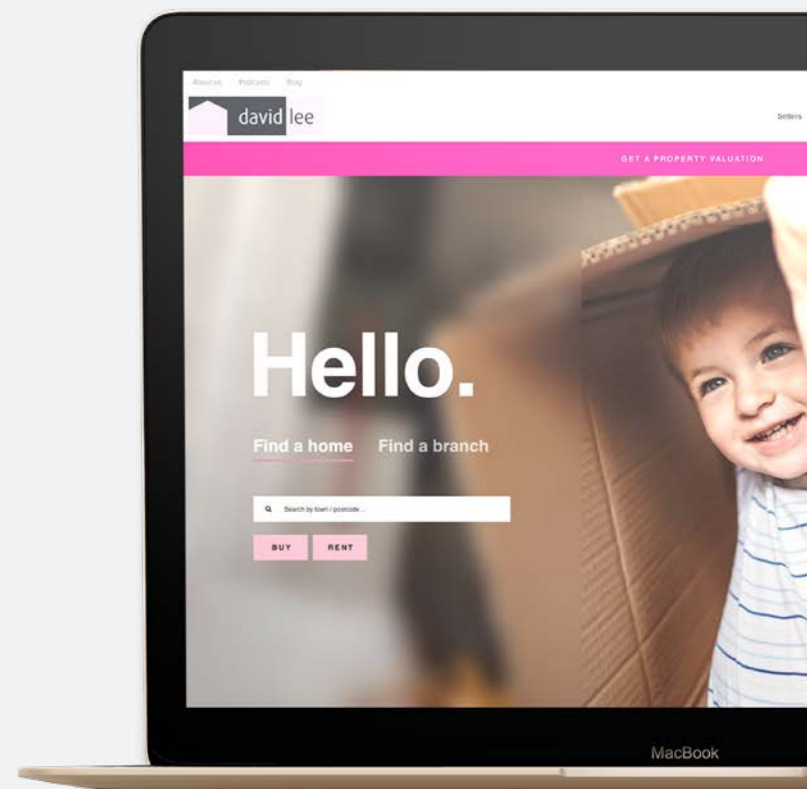 About us Podcasts Blog
david lee
Sellers
GET A PROPERTY VALUATION
Hello.
Find a home Find a branch
Search by town / postcode...
BUY RENT
MacBook